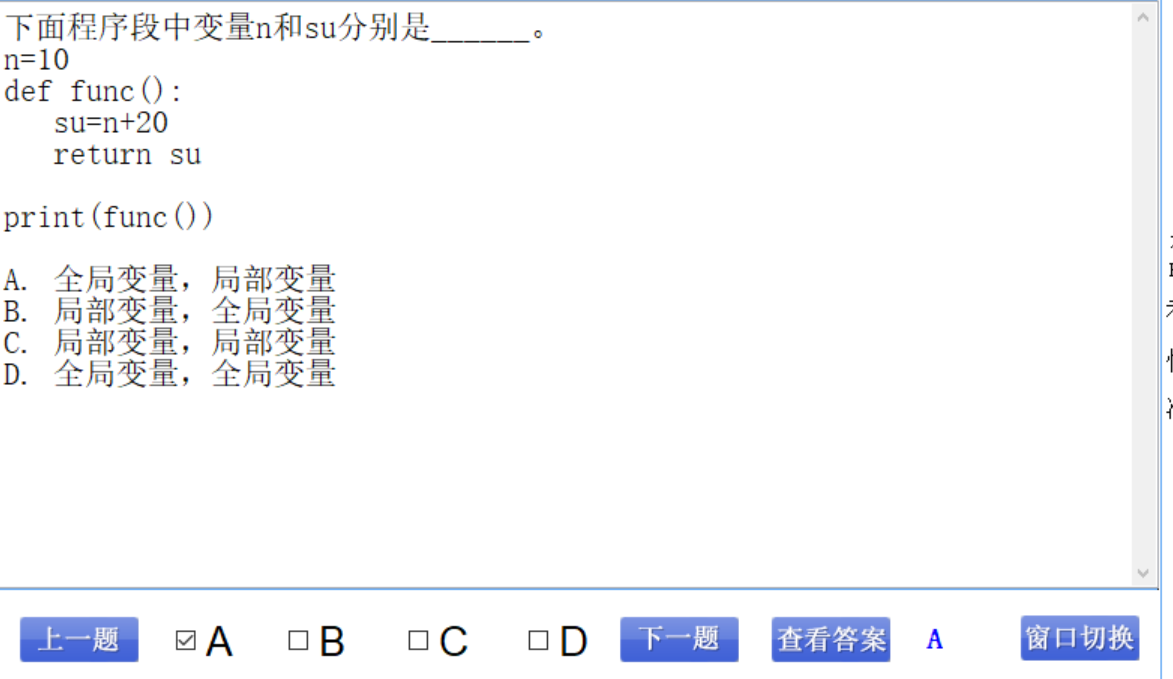 下面程序段中变量n和su分别是______。
n=10
def func():
   su=n+20
   return su
print(func())
A. 全局变量，局部变量
B. 局部变量，全局变量
C. 局部变量，局部变量
D. 全局变量，全局变量
上一题 A B C D 下一题 查看答案 A 窗口切换